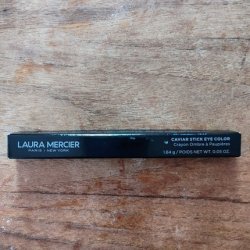 LAURA MERCIER
PARIS · NEW YORK
CAVIAR STICK EYE COLOR
Crayon Ombre à Paupières
1.64 g / POIDS NET WT. 0.05 OZ.